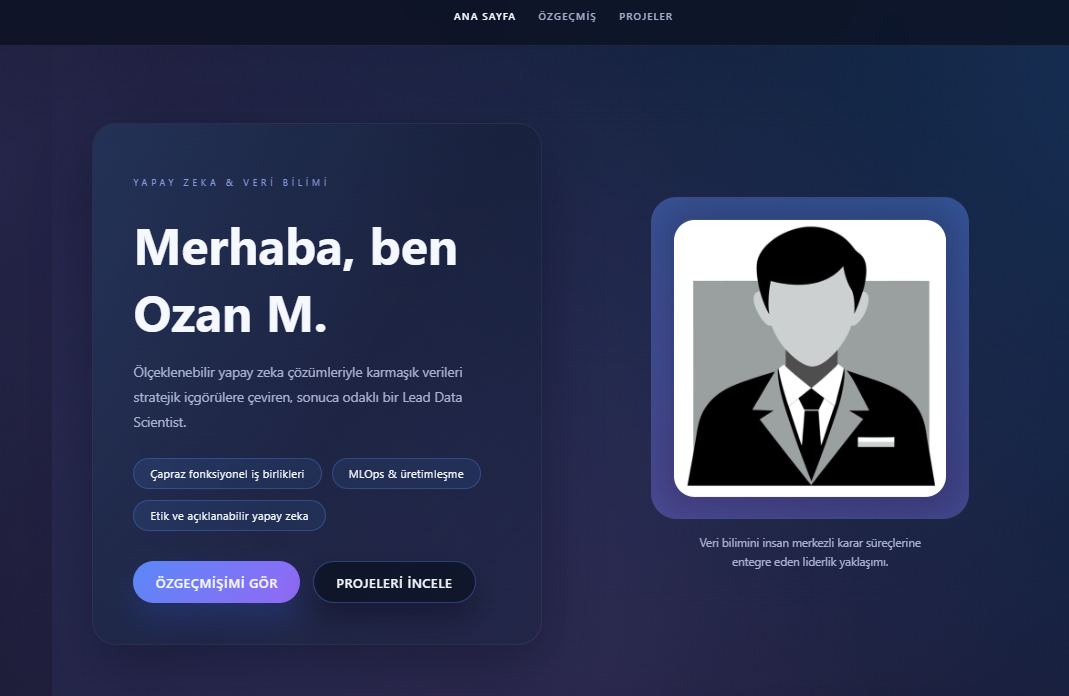 ANA SAYFA ÖZGEÇMİŞ PROJELER
YAPAY ZEKA & VERİ BİLİMİ
Merhaba, ben
Ozan M.
Ölçeklenebilir yapay zeka çözümleriyle karmaşık verileri
stratejik içgörülere çeviren, sonuca odaklı bir Lead Data
Scientist.
Çapraz fonksiyonel iş birlikleri MLOps & üretimleşme
Etik ve açıklanabilir yapay zeka
ÖZGEÇMİŞİMİ GÖR PROJELERİ İNCELE
Veri bilimini insan merkezli karar süreçlerine
entegre eden liderlik yaklaşımı.